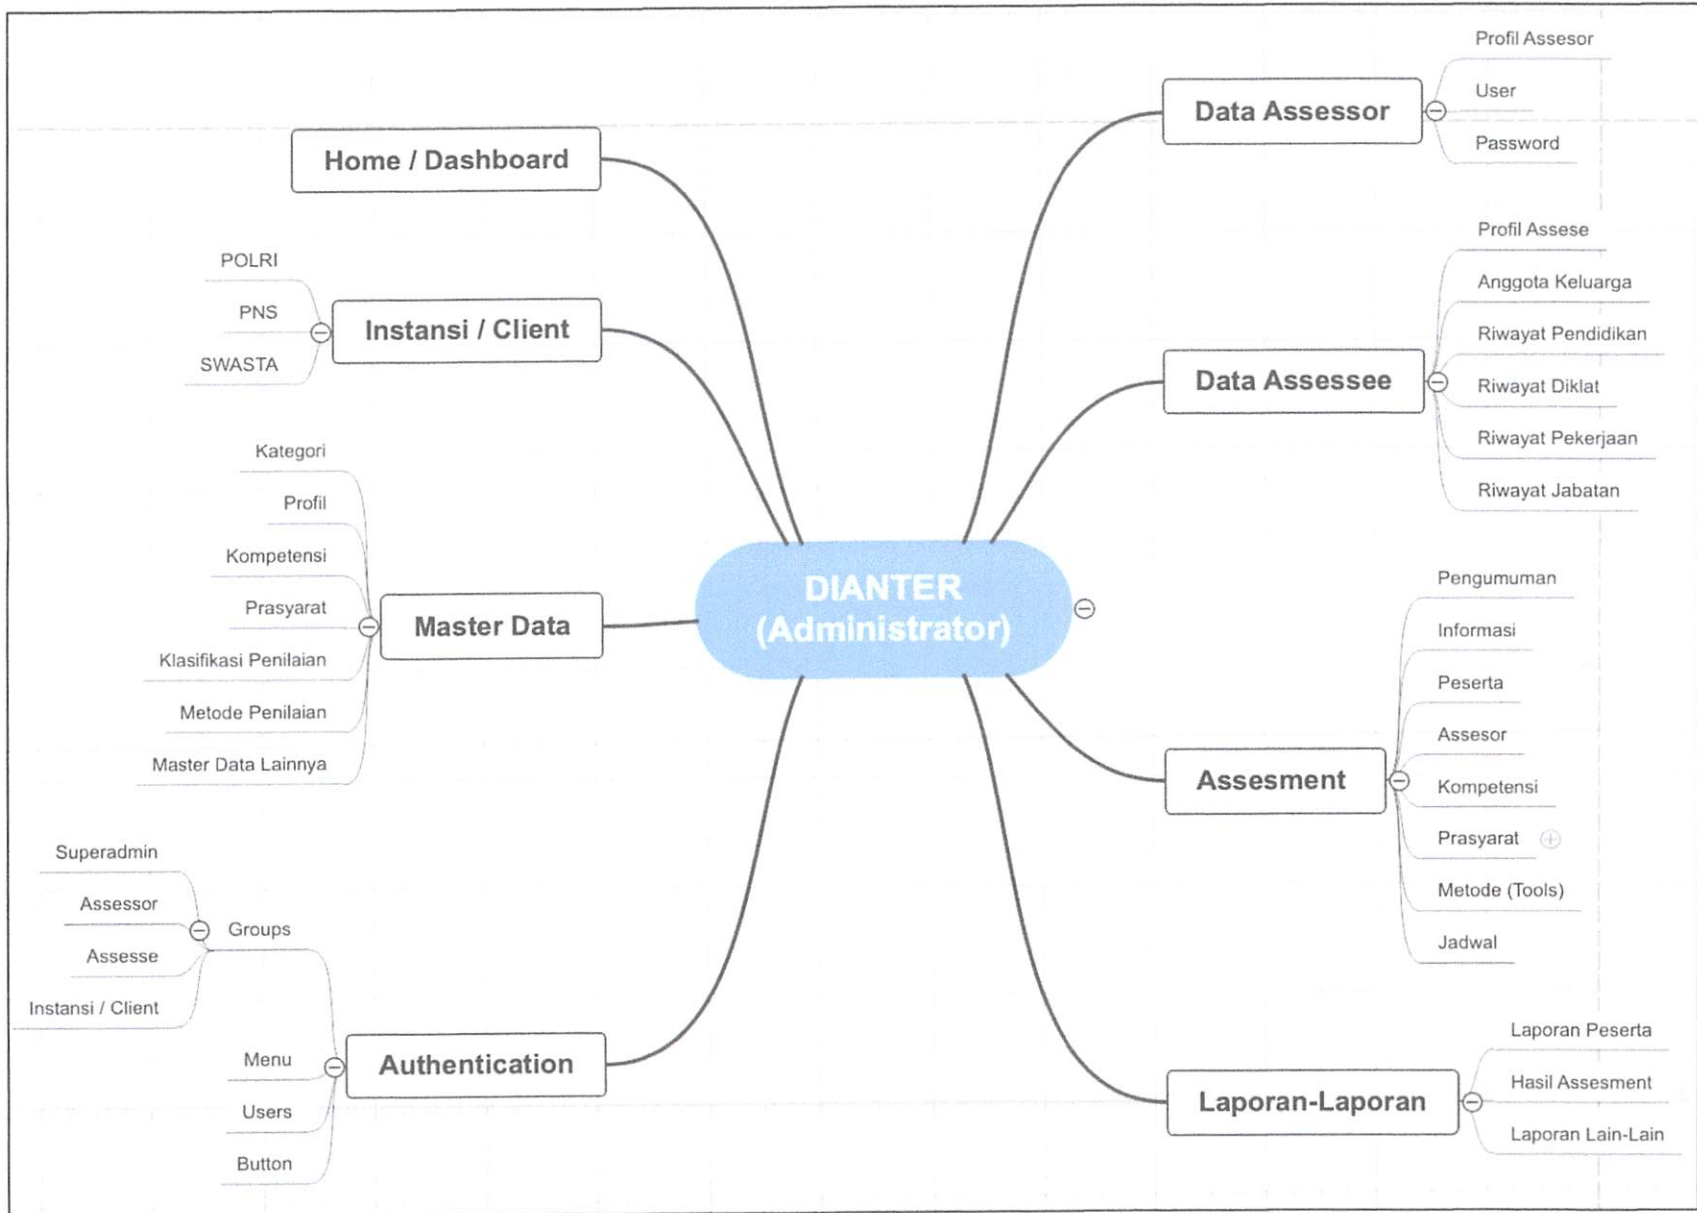 DIANTER
(Administrator)
Home / Dashboard
Instansi / Client
POLRI
PNS
SWASTA
Master Data
Kategori
Profil
Kompetensi
Prasyarat
Klasifikasi Penilaian
Metode Penilaian
Master Data Lainnya
Authentication
Groups
Superadmin
Assessor
Assesse
Instansi / Client
Menu
Users
Button
Data Assessor
Profil Assesor
User
Password
Data Assessee
Profil Assese
Anggota Keluarga
Riwayat Pendidikan
Riwayat Diklat
Riwayat Pekerjaan
Riwayat Jabatan
Assesment
Pengumuman
Informasi
Peserta
Assesor
Kompetensi
Prasyarat
Metode (Tools)
Jadwal
Laporan-Laporan
Laporan Peserta
Hasil Assesment
Laporan Lain-Lain